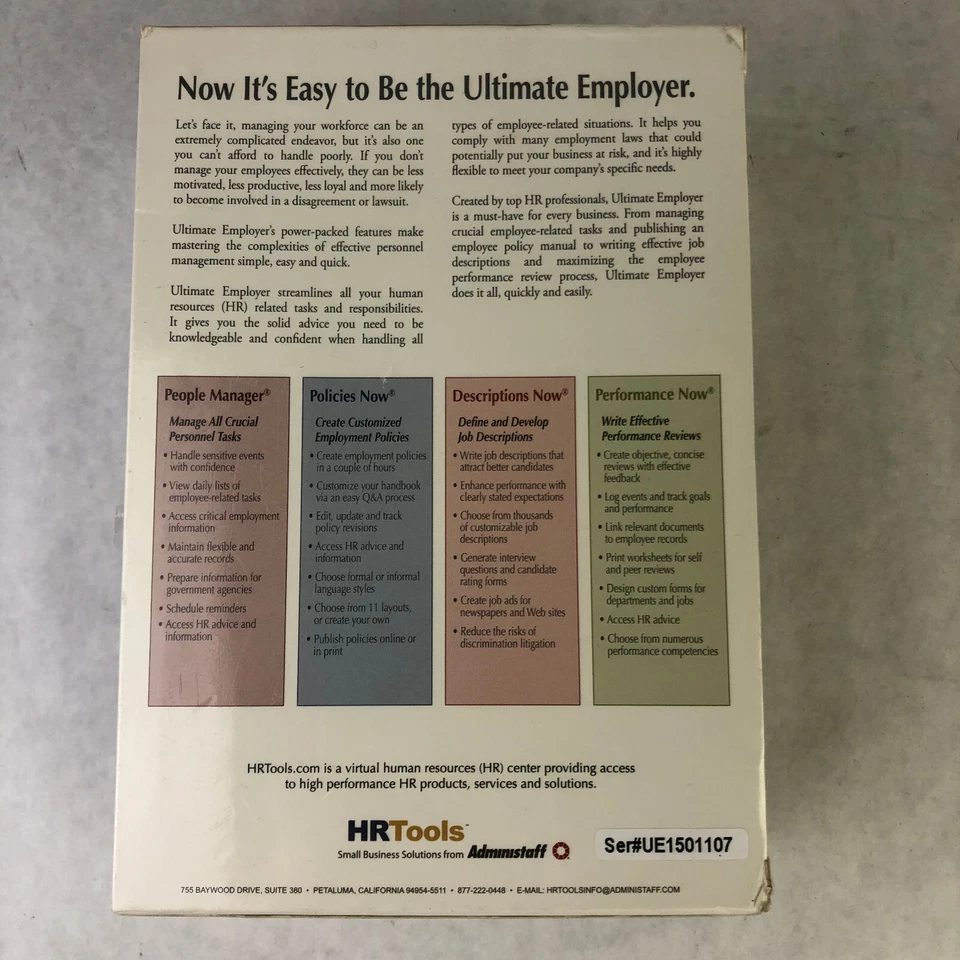 Now It's Easy to Be the Ultimate Employer.
Let's face it, managing your workforce can be an
extremely complicated endeavor, but it's also one
you can't afford to handle poorly. If you don't
manage your employees effectively, they can be less
motivated, less productive, less loyal and more likely
to become involved in a disagreement or lawsuit.
Ultimate Employer's power-packed features make
mastering the complexities of effective personnel
management simple, easy and quick.
Ultimate Employer streamlines all your human
resources (HR) related tasks and responsibilities.
It gives you the solid advice you need to be
knowledgeable and confident when handling all
types of employee-related situations. It helps you
comply with many employment laws that could
potentially put your business at risk, and it's highly
flexible to meet your company's specific needs.
Created by top HR professionals, Ultimate Employer
is a must-have for every business. From managing
crucial employee-related tasks and publishing an
employee policy manual to writing effective job
descriptions and maximizing the employee
performance review process, Ultimate Employer
does it all, quickly and easily.
People Manager®
Manage All Crucial
Personnel Tasks
• Handle sensitive events
with confidence
• View daily lists of
employee-related tasks
• Access critical employment
information
• Maintain flexible and
accurate records
• Prepare information for
government agencies
• Schedule reminders
• Access HR advice and
information
Policies Now®
Create Customized
Employment Policies
• Create employment policies
in a couple of hours
• Customize your handbook
via an easy Q&A process
• Edit, update and track
policy revisions
• Access HR advice and
information
• Choose formal or informal
language styles
• Choose from 11 layouts,
or create your own
• Publish policies online or
in print
Descriptions Now®
Define and Develop
Job Descriptions
• Write job descriptions that
attract better candidates
• Enhance performance with
clearly stated expectations
• Choose from thousands
of customizable job
descriptions
• Generate interview
questions and candidate
rating forms
• Create job ads for
newspapers and Web sites
• Reduce the risks of
discrimination litigation
Performance Now®
Write Effective
Performance Reviews
• Create objective, concise
reviews with effective
feedback
• Log events and track goals
and performance
• Link relevant documents
to employee records
• Print worksheets for self
and peer reviews
• Design custom forms for
departments and jobs
• Access HR advice
• Choose from numerous
performance competencies
HRTools.com is a virtual human resources (HR) center providing access
to high performance HR products, services and solutions.
HRTools™
Small Business Solutions from Administaff
Ser#UE1501107
755 BAYWOOD DRIVE, SUITE 380 • PETALUMA, CALIFORNIA 94954-5511 • 877-222-0448 • E-MAIL: HRTOOLSINFO@ADMINISTAFF.COM